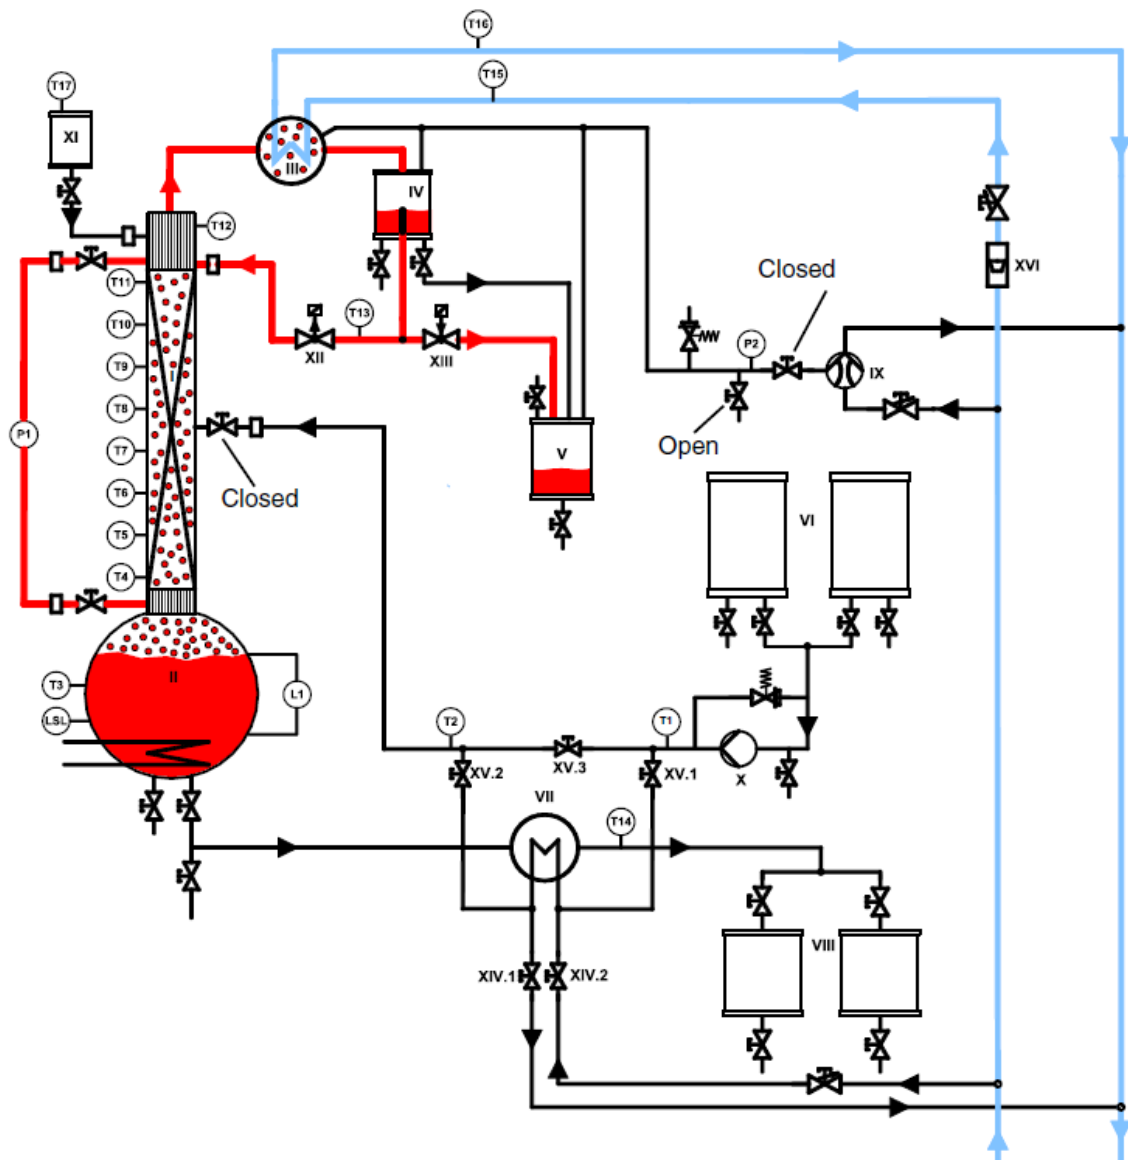 T16
T15
T17
XI
III
IV
T12
XVI
Closed
T11
T13
P2
T10
XII
XIII
IX
T9
I
T8
Open
P1
T7
V
Closed
T6
VI
T5
T4
II
T3
L1
LSL
T2
T1
XV.3
X
XV.2
XV.1
VII
T14
VIII
XIV.1
XIV.2